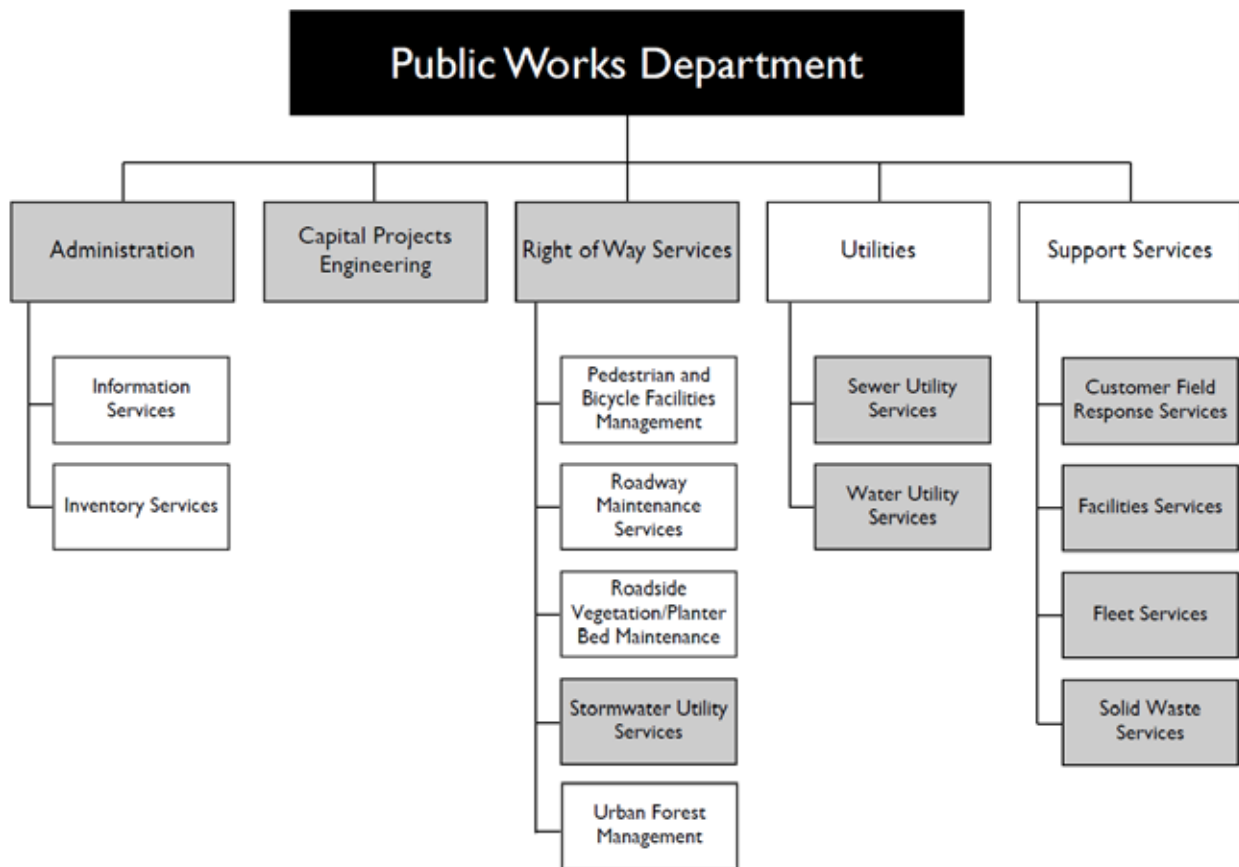 Public Works Department
Administration
Capital Projects
Engineering
Right of Way Services
Utilities
Support Services
Information
Services
Inventory Services
Pedestrian and
Bicycle Facilities
Management
Roadway
Maintenance
Services
Roadside
Vegetation/Planter
Bed Maintenance
Stormwater Utility
Services
Urban Forest
Management
Sewer Utility
Services
Water Utility
Services
Customer Field
Response Services
Facilities Services
Fleet Services
Solid Waste
Services